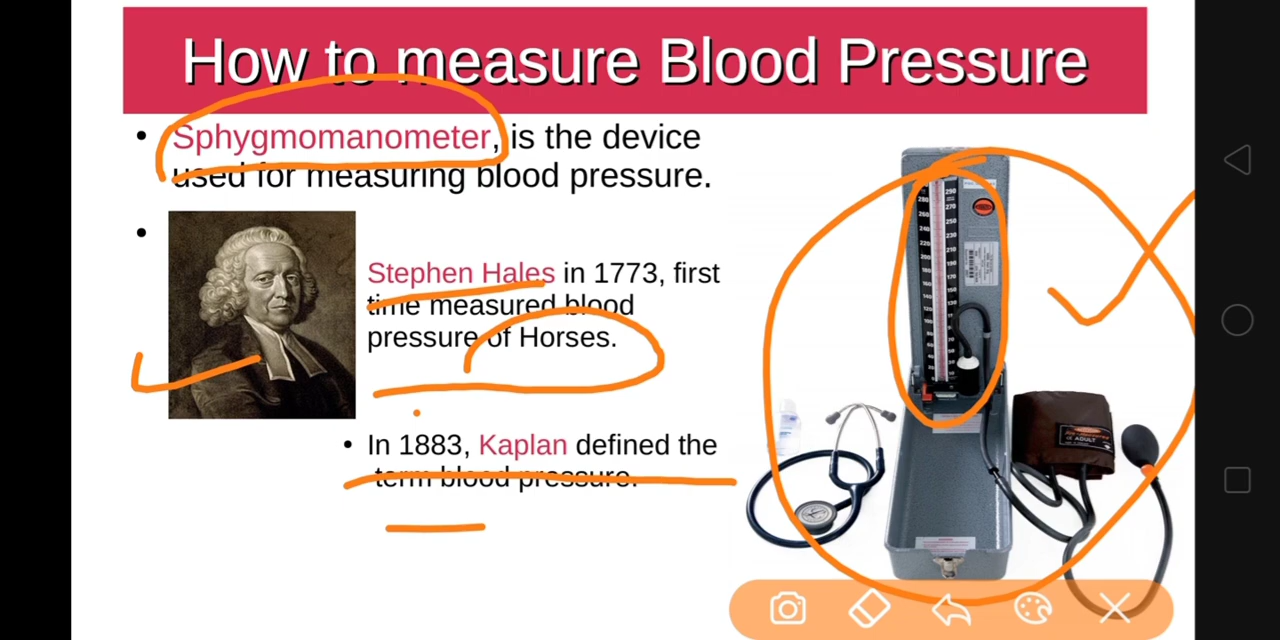 How to measure Blood Pressure
• Sphygmomanometer, is the device
used for measuring blood pressure.
•
Stephen Hales in 1773, first
time measured blood
pressure of Horses.
• In 1883, Kaplan defined the
term blood pressure.
ADULT